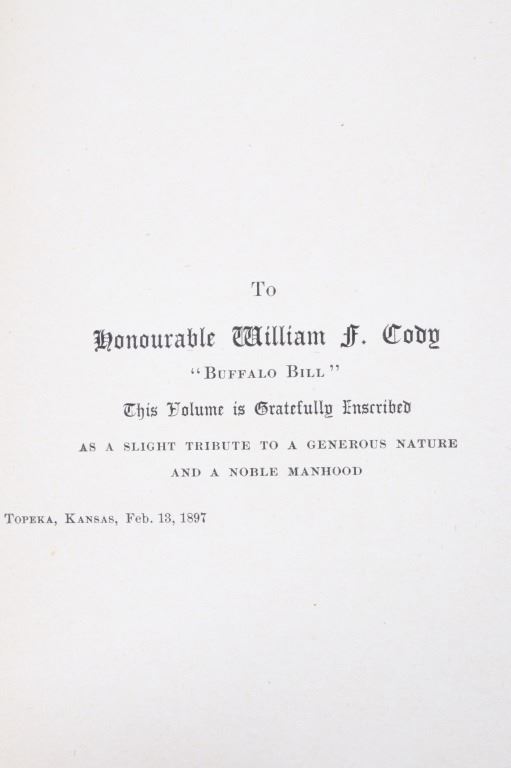 To
Honourable William F. Cody
"Buffalo Bill"
This Volume is Gratefully Inscribed
AS A SLIGHT TRIBUTE TO A GENEROUS NATURE
AND A NOBLE MANHOOD
Topeka, Kansas, Feb. 13, 1897